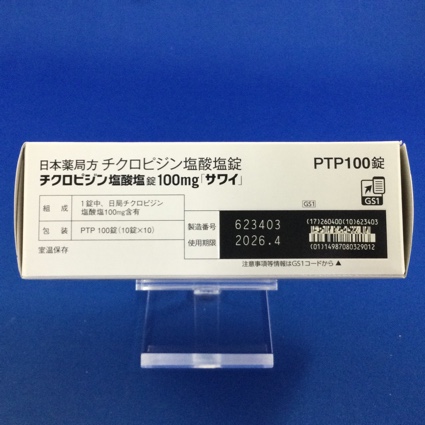 日本薬局方 チクロピジン塩酸塩錠
チクロピジン塩酸塩錠100mg「サワイ」
PTP100錠
GS1
組成 1錠中、日局チクロピジン
塩酸塩100mg含有
包装 PTP 100錠(10錠×10)
室温保存
GS1
製造番号 623403
使用期限 2026.4
(17)260400(10)623403
(01)14987080329012
注意事項等情報はGS1コードから▲